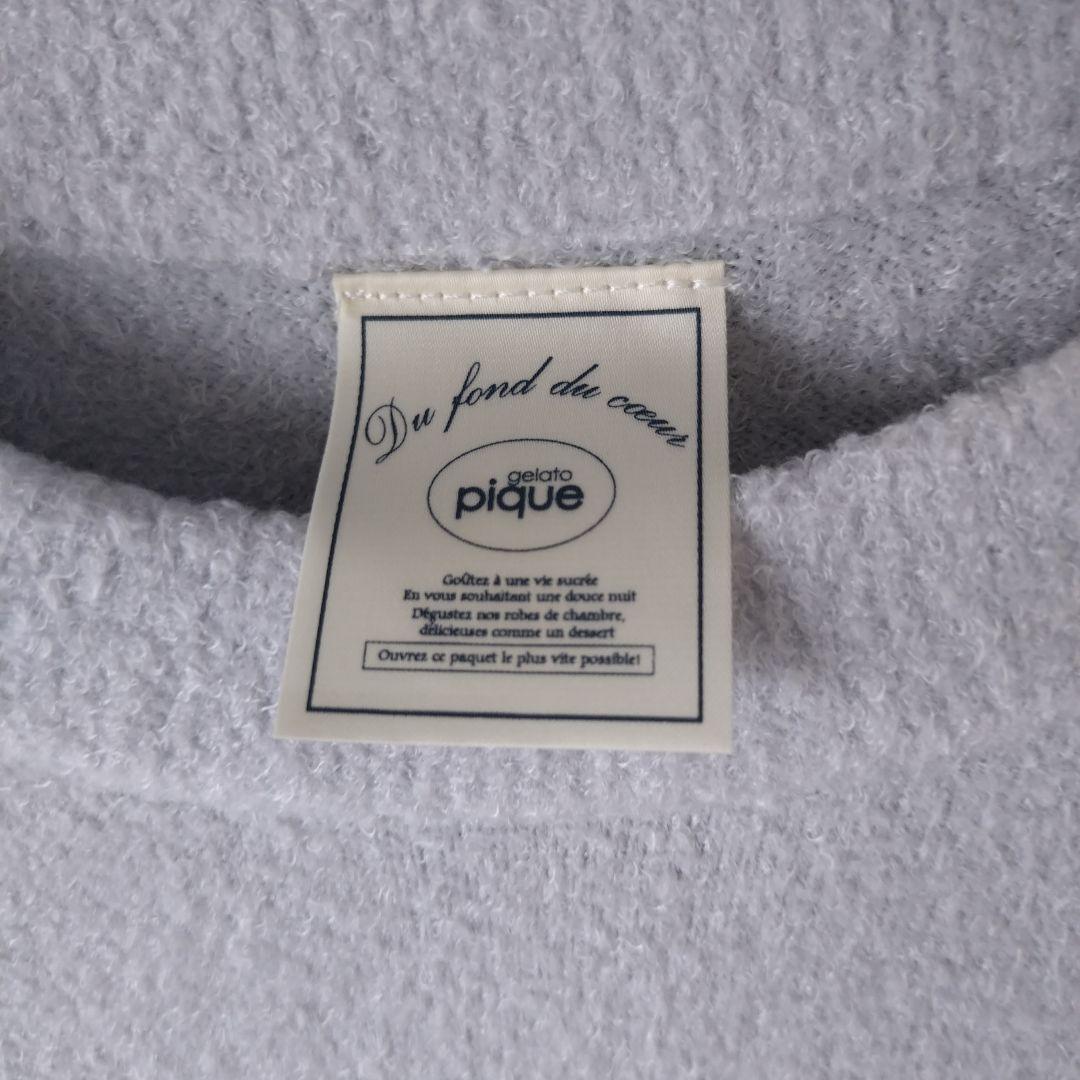 Du fond du cœur
gelato
pique
Goûtez à une vie sucrée
En vous souhaitant une douce nuit
Dégustez nos robes de chambre,
délicieuses comme un dessert
Ouvrez ce paquet le plus vite possible!